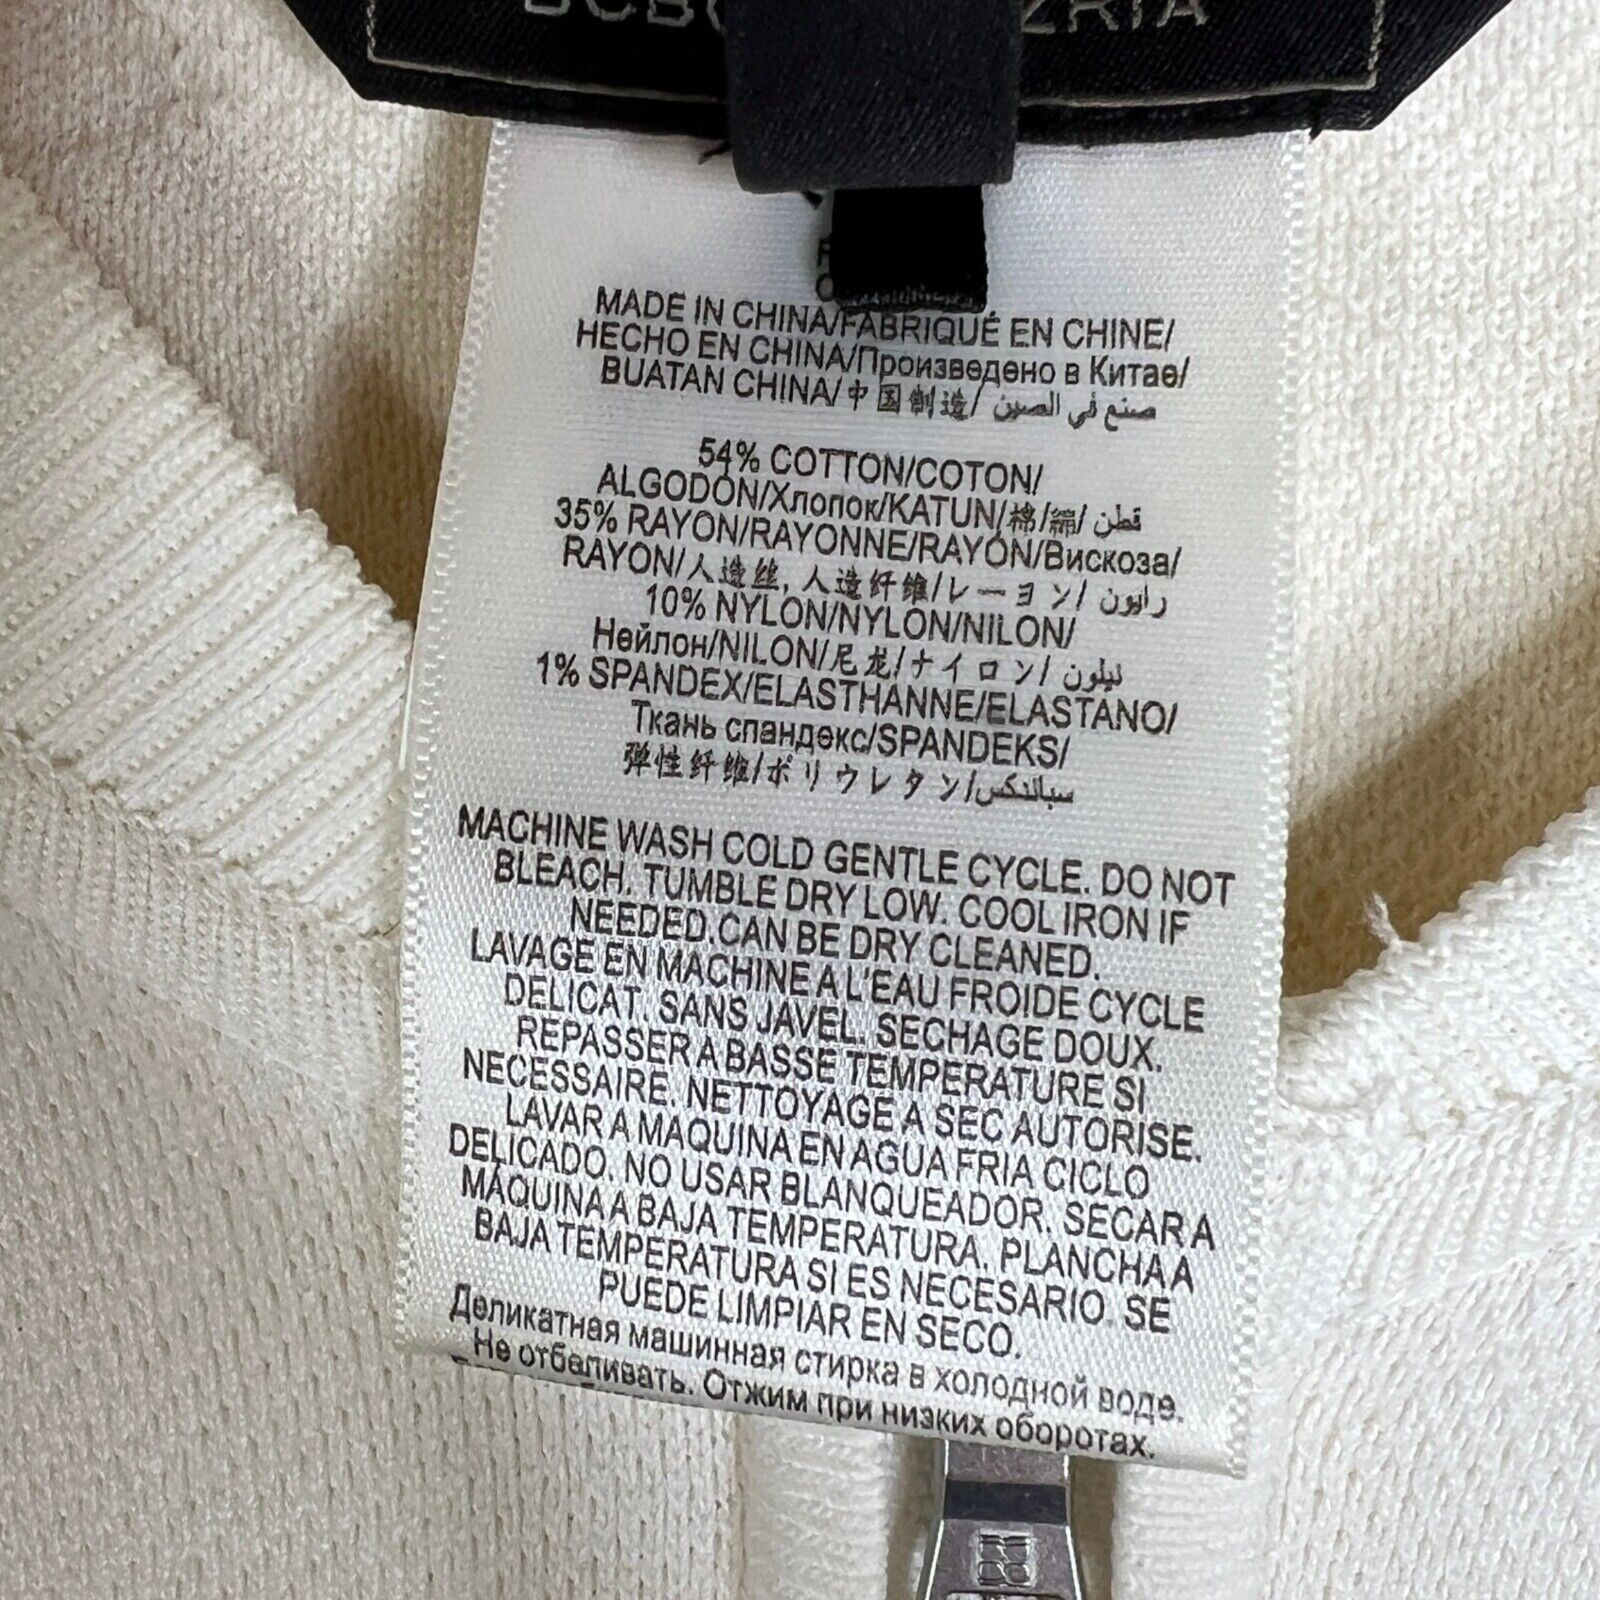 MADE IN CHINA/FABRIQUÉ EN CHINE/
HECHO EN CHINA/Произведено в Китае/
BUATAN CHINA/中国制造/ صنع في الصين
54% COTTON/COTON/
ALGODÓN/Хлопок/KATUN/棉/綿/ قطن
35% RAYON/RAYONNE/RAYÓN/Вискоза/
RAYON/人造丝, 人造纤维/レーヨン/ رايون
10% NYLON/NYLON/NILON/
Нейлон/NILON/尼龙/ナイロン/ نيلون
1% SPANDEX/ELASTHANNE/ELASTANO/
Ткань спандекс/SPANDEKS/
弹性纤维/ポリウレタン/سباندكس
MACHINE WASH COLD GENTLE CYCLE. DO NOT
BLEACH. TUMBLE DRY LOW. COOL IRON IF
NEEDED.CAN BE DRY CLEANED.
LAVAGE EN MACHINE A L'EAU FROIDE CYCLE
DELICAT. SANS JAVEL. SECHAGE DOUX.
REPASSER A BASSE TEMPERATURE SI
NECESSAIRE. NETTOYAGE A SEC AUTORISE.
LAVAR A MAQUINA EN AGUA FRIA CICLO
DELICADO. NO USAR BLANQUEADOR. SECAR A
MÁQUINA A BAJA TEMPERATURA. PLANCHA A
BAJA TEMPERATURA SI ES NECESARIO. SE
PUEDE LIMPIAR EN SECO.
Деликатная машинная стирка в холодной воде.
Не отбеливать. Отжим при низких оборотах.